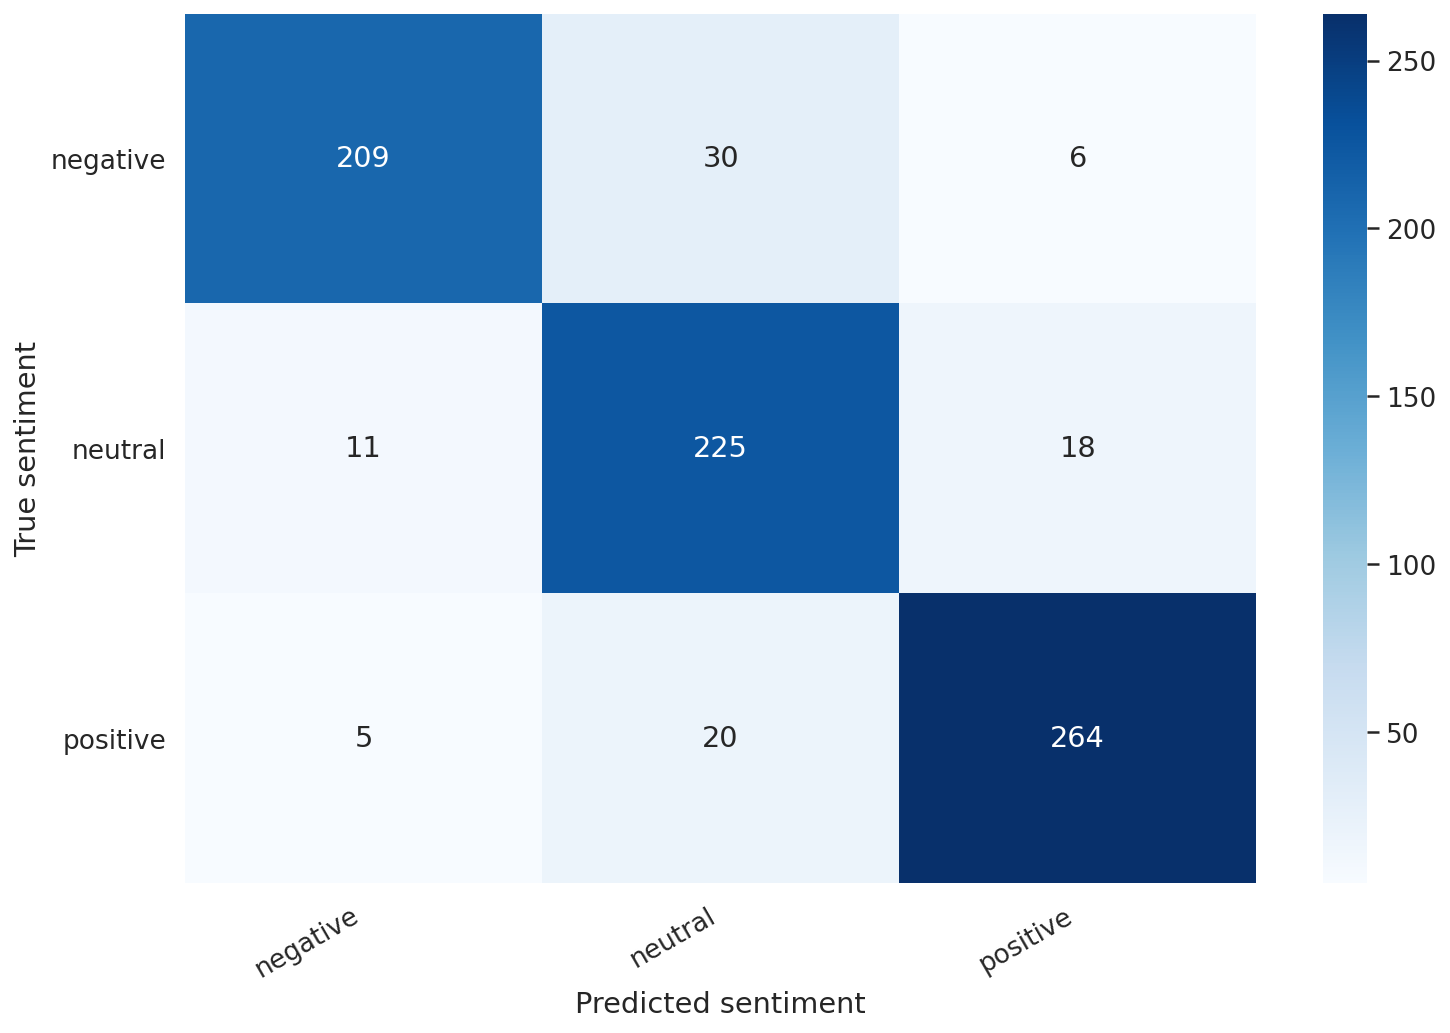 negative 209 30 6
neutral 11 225 18
positive 5 20 264
negative neutral positive
Predicted sentiment
True sentiment
250
200
150
100
50